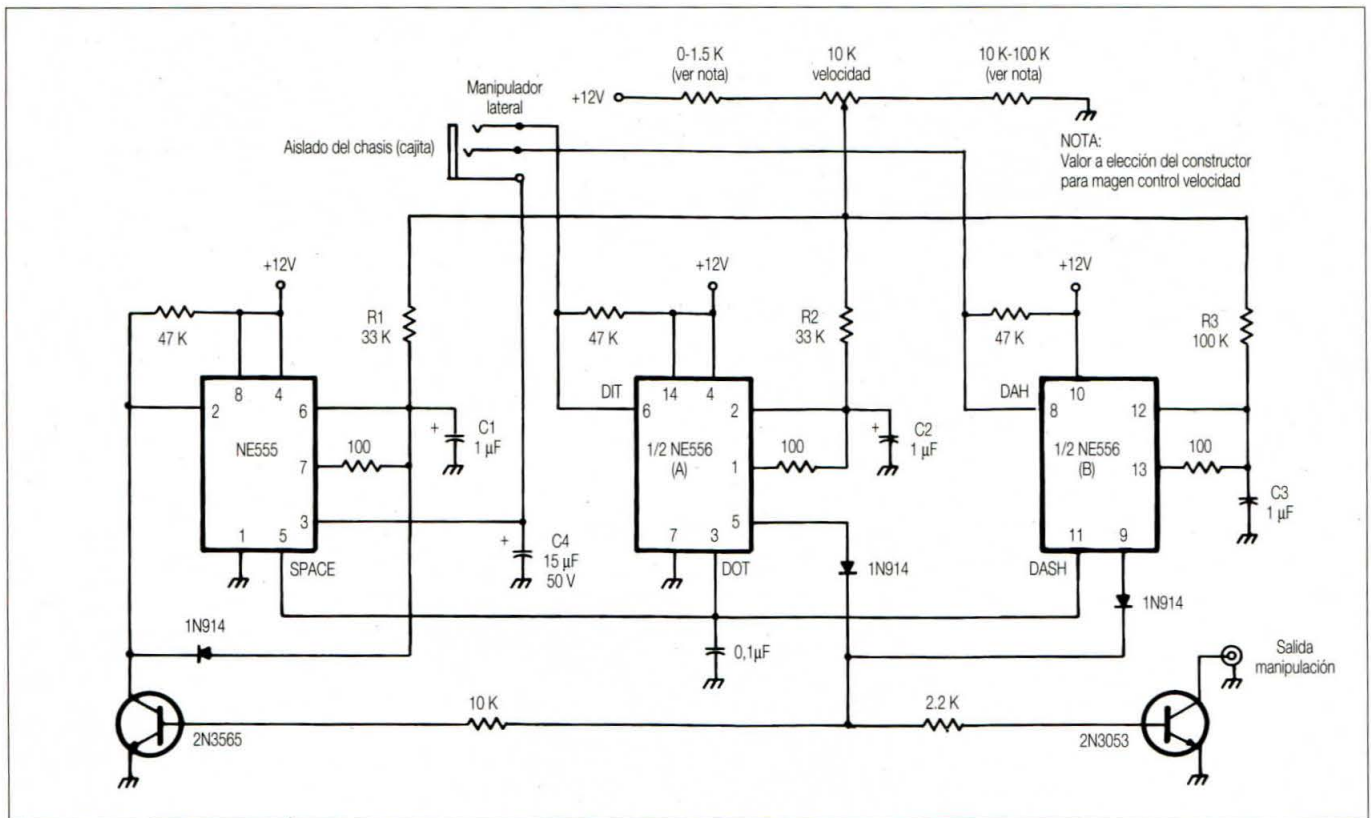 0-1.5 K
(ver nota)
10 K
velocidad
10 K-100 K
(ver nota)
+12V
Manipulador
lateral
Aislado del chasis (cajita)
NOTA:
Valor a elección del constructor
para magen control velocidad
+12V
47 K
R1
33 K
8
4
2
6
NE555
7
100
3
1
5
SPACE
+
C1
1 µF
+
C4
15 µF
50 V
+12V
47 K
R2
33 K
DIT
14
4
6
2
1/2 NE556
(A)
1
100
5
7
3
DOT
+
C2
1 µF
1N914
+12V
47 K
R3
100 K
DAH
10
8
12
1/2 NE556
(B)
13
100
11
9
DASH
C3
1 µF
1N914
1N914
0,1µF
Salida
manipulación
10 K
2.2 K
2N3565
2N3053